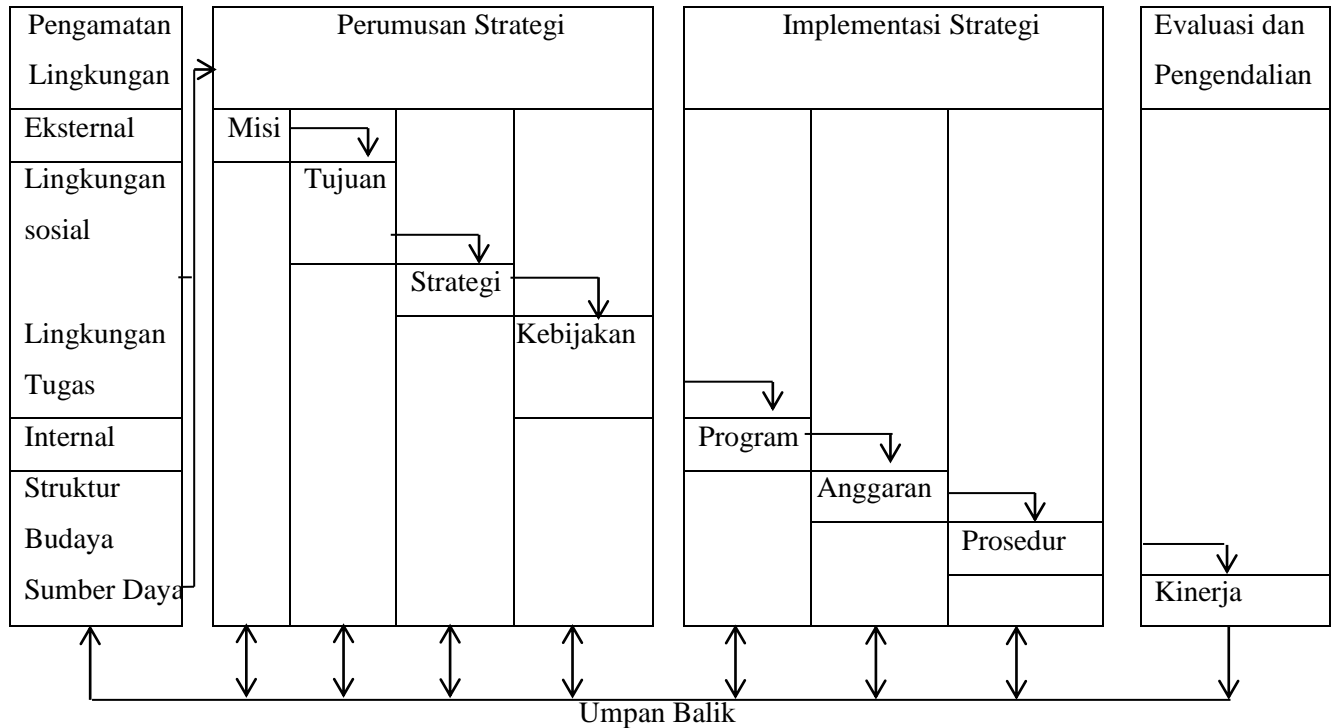 Pengamatan
Lingkungan
Eksternal
Lingkungan
sosial
Lingkungan
Tugas
Internal
Struktur
Budaya
Sumber Daya
Perumusan Strategi
Misi
Tujuan
Strategi
Kebijakan
Implementasi Strategi
Program
Anggaran
Prosedur
Evaluasi dan
Pengendalian
Kinerja
Umpan Balik